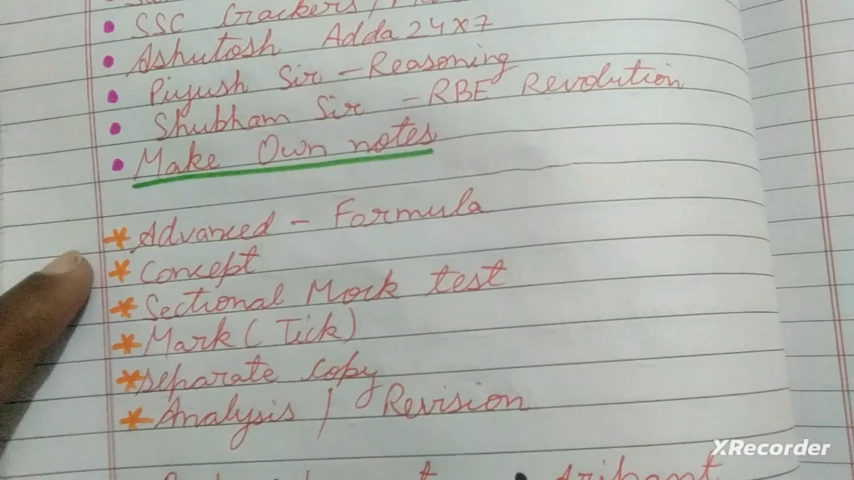 SSC Crackers /
Ashutosh Adda 24x7
Piyush Sir - Reasoning
Shubham Sir - RBE Revolution
Make Own notes
Advanced - Formula
Concept
Sectional Mock test
Mark ( Tick )
separate copy
Analysis / Revision
Arihant
XRecorder